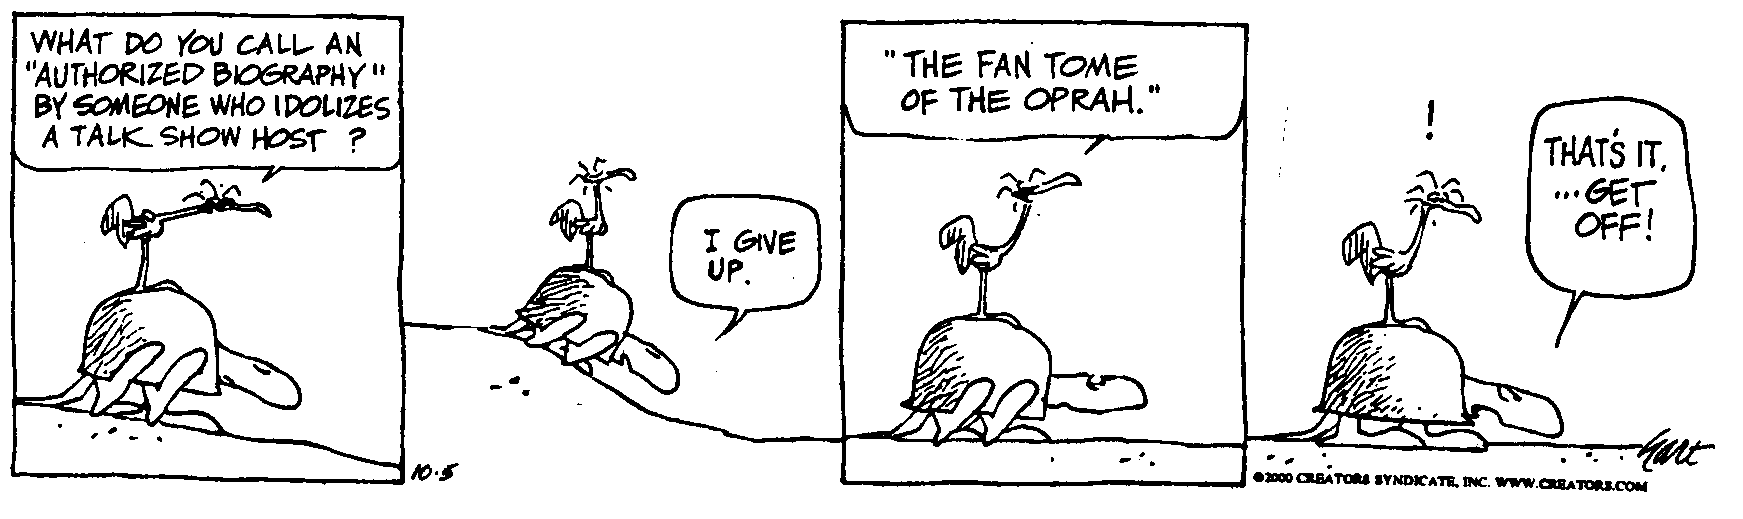 WHAT DO YOU CALL AN
"AUTHORIZED BIOGRAPHY"
BY SOMEONE WHO IDOLIZES
A TALK SHOW HOST ?
I GIVE
UP.
10·5
"THE FAN TOME
OF THE OPRAH."
!
THAT'S IT.
...GET
OFF!
Hart
©2000 CREATORS SYNDICATE, INC. WWW.CREATORS.COM